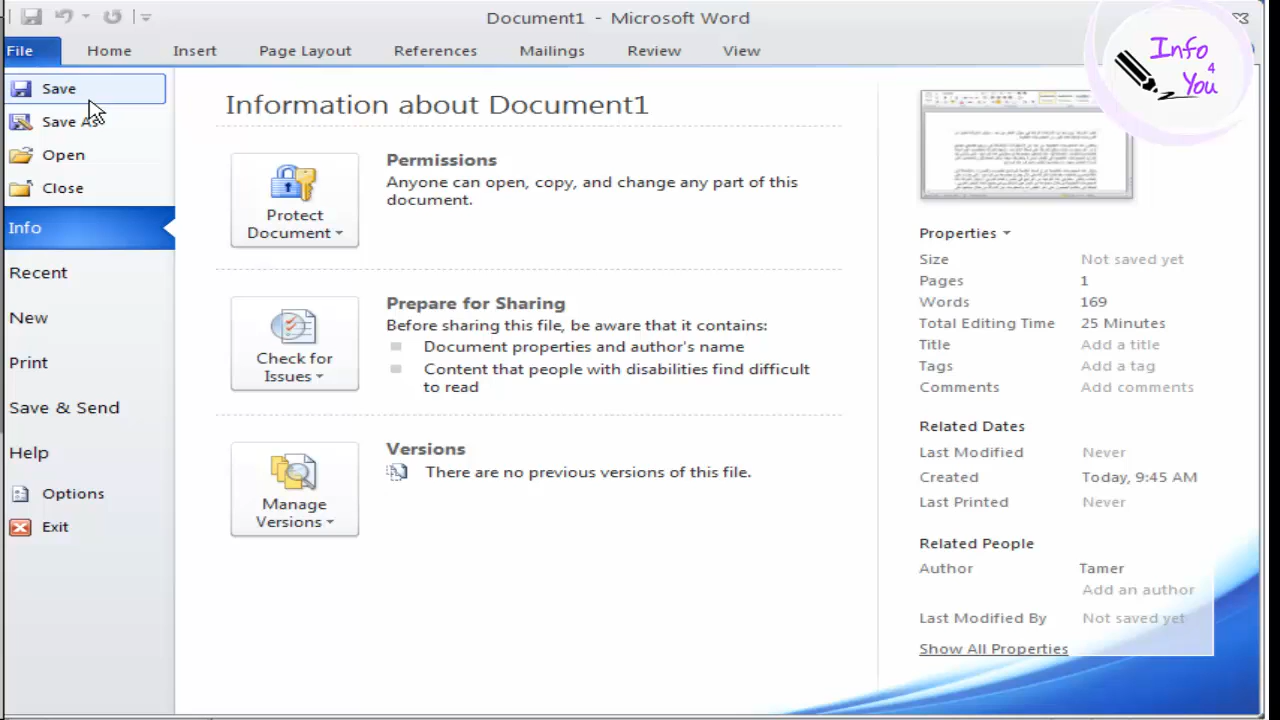 Document1 - Microsoft Word
File Home Insert Page Layout References Mailings Review View
Info
4
You
Save
Save As
Open
Close
Info
Recent
New
Print
Save & Send
Help
Options
Exit
Information about Document1
Protect
Document
Permissions
Anyone can open, copy, and change any part of this
document.
Check for
Issues
Prepare for Sharing
Before sharing this file, be aware that it contains:
Document properties and author's name
Content that people with disabilities find difficult
to read
Manage
Versions
Versions
There are no previous versions of this file.
Properties
Size Not saved yet
Pages 1
Words 169
Total Editing Time 25 Minutes
Title Add a title
Tags Add a tag
Comments Add comments
Related Dates
Last Modified Never
Created Today, 9:45 AM
Last Printed Never
Related People
Author Tamer
Add an author
Last Modified By Not saved yet
Show All Properties